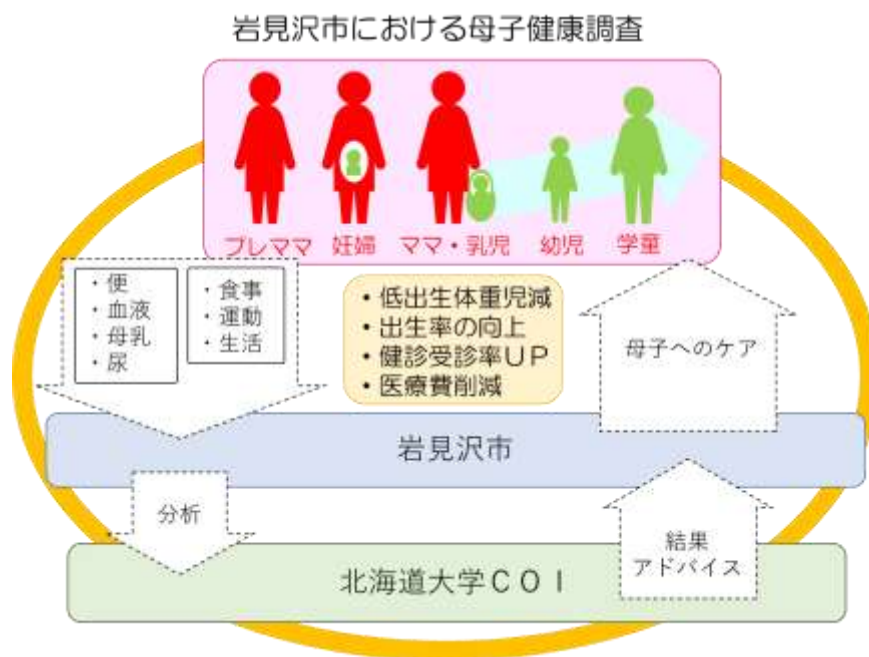 岩見沢市における母子健康調査
プレママ 妊婦 ママ・乳児 幼児 学童
・便
・血液
・母乳
・尿
・食事
・運動
・生活
・低出生体重児減
・出生率の向上
・健診受診率UP
・医療費削減
母子へのケア
岩見沢市
分析
結果
アドバイス
北海道大学COI